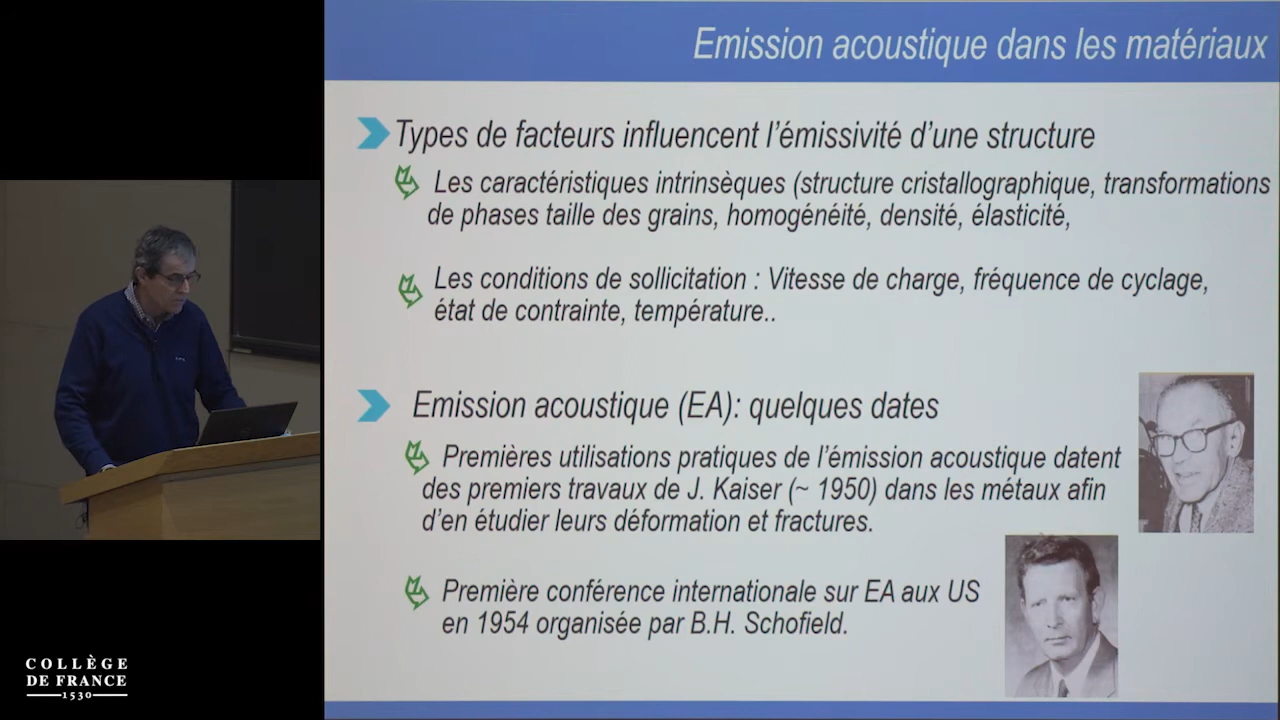 Emission acoustique dans les matériaux
Types de facteurs influencent l’émissivité d’une structure
Les caractéristiques intrinsèques (structure cristallographique, transformations
de phases taille des grains, homogénéité, densité, élasticité,
Les conditions de sollicitation : Vitesse de charge, fréquence de cyclage,
état de contrainte, température..
Emission acoustique (EA): quelques dates
Premières utilisations pratiques de l’émission acoustique datent
des premiers travaux de J. Kaiser (~ 1950) dans les métaux afin
d’en étudier leurs déformation et fractures.
Première conférence internationale sur EA aux US
en 1954 organisée par B.H. Schofield.
COLLÈGE
DE FRANCE
1530